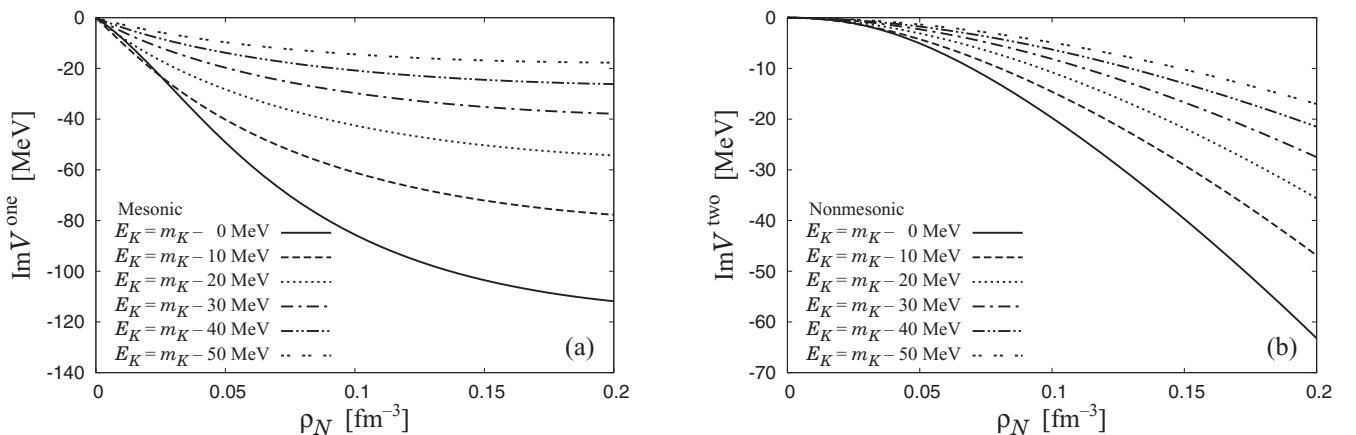 0
-20
-40
-60
-80
-100
-120
-140
Im V one [MeV]
Mesonic
E_K = m_K – 0 MeV
E_K = m_K – 10 MeV
E_K = m_K – 20 MeV
E_K = m_K – 30 MeV
E_K = m_K – 40 MeV
E_K = m_K – 50 MeV
(a)
0 0.05 0.1 0.15 0.2
ρ_N [fm⁻³]
0
-10
-20
-30
-40
-50
-60
-70
Im V two [MeV]
Nonmesonic
E_K = m_K – 0 MeV
E_K = m_K – 10 MeV
E_K = m_K – 20 MeV
E_K = m_K – 30 MeV
E_K = m_K – 40 MeV
E_K = m_K – 50 MeV
(b)
0 0.05 0.1 0.15 0.2
ρ_N [fm⁻³]